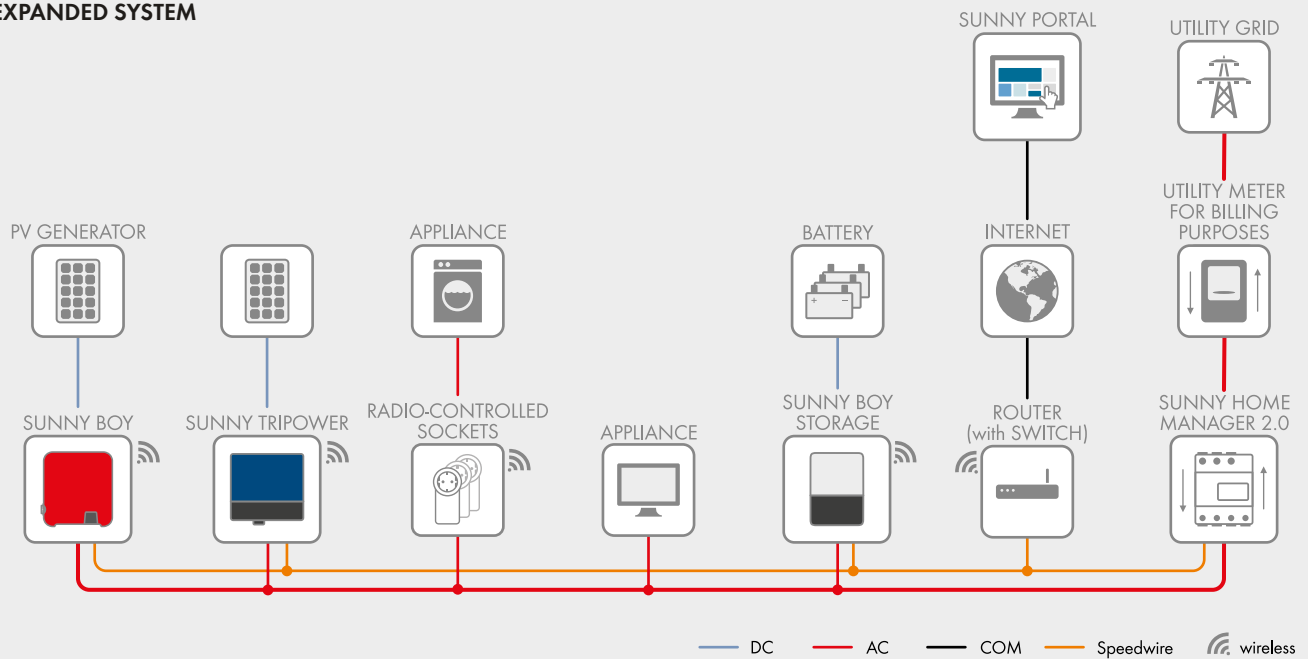 EXPANDED SYSTEM
SUNNY PORTAL
UTILITY GRID
UTILITY METER
FOR BILLING
PURPOSES
PV GENERATOR
APPLIANCE
BATTERY
INTERNET
SUNNY BOY
SUNNY TRIPOWER
RADIO-CONTROLLED
SOCKETS
APPLIANCE
SUNNY BOY
STORAGE
ROUTER
(with SWITCH)
SUNNY HOME
MANAGER 2.0
DC
AC
COM
Speedwire
wireless